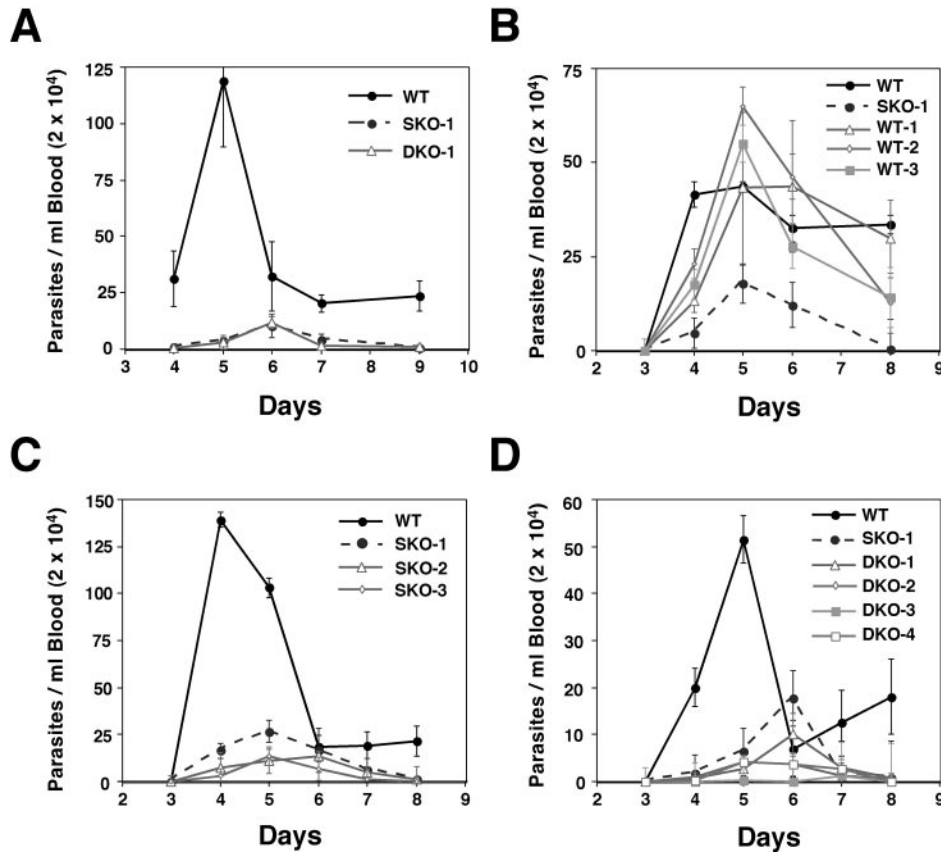 A
Parasites / ml Blood (2 x 10⁴)
125
100
75
50
25
0
3 4 5 6 7 8 9 10
Days
WT
SKO-1
DKO-1
B
Parasites / ml Blood (2 x 10⁴)
75
50
25
0
2 3 4 5 6 7 8 9
Days
WT
SKO-1
WT-1
WT-2
WT-3
C
Parasites / ml Blood (2 x 10⁴)
150
125
100
75
50
25
0
2 3 4 5 6 7 8 9
Days
WT
SKO-1
SKO-2
SKO-3
D
Parasites / ml Blood (2 x 10⁴)
60
50
40
30
20
10
0
2 3 4 5 6 7 8 9
Days
WT
SKO-1
DKO-1
DKO-2
DKO-3
DKO-4